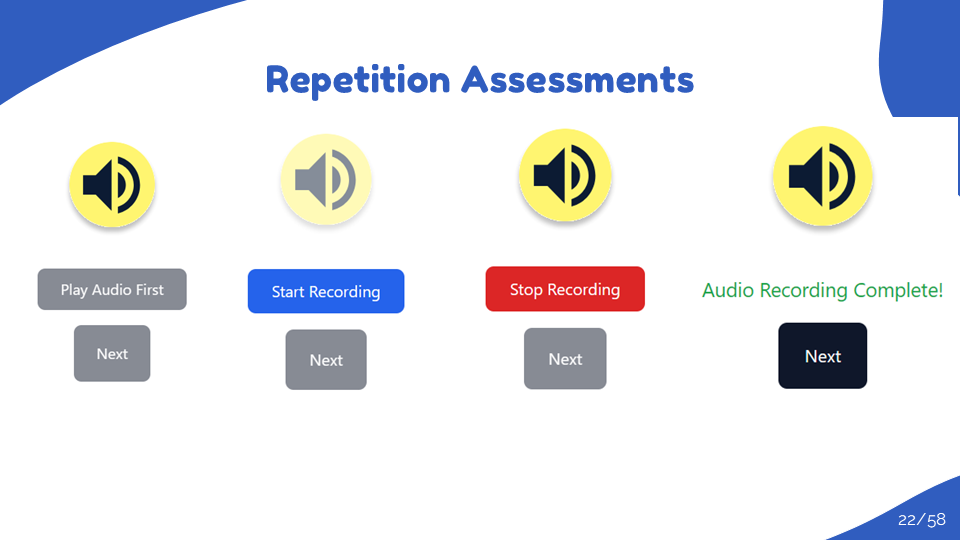 Repetition Assessments
Play Audio First
Next
Start Recording
Next
Stop Recording
Next
Audio Recording Complete!
Next
22/58